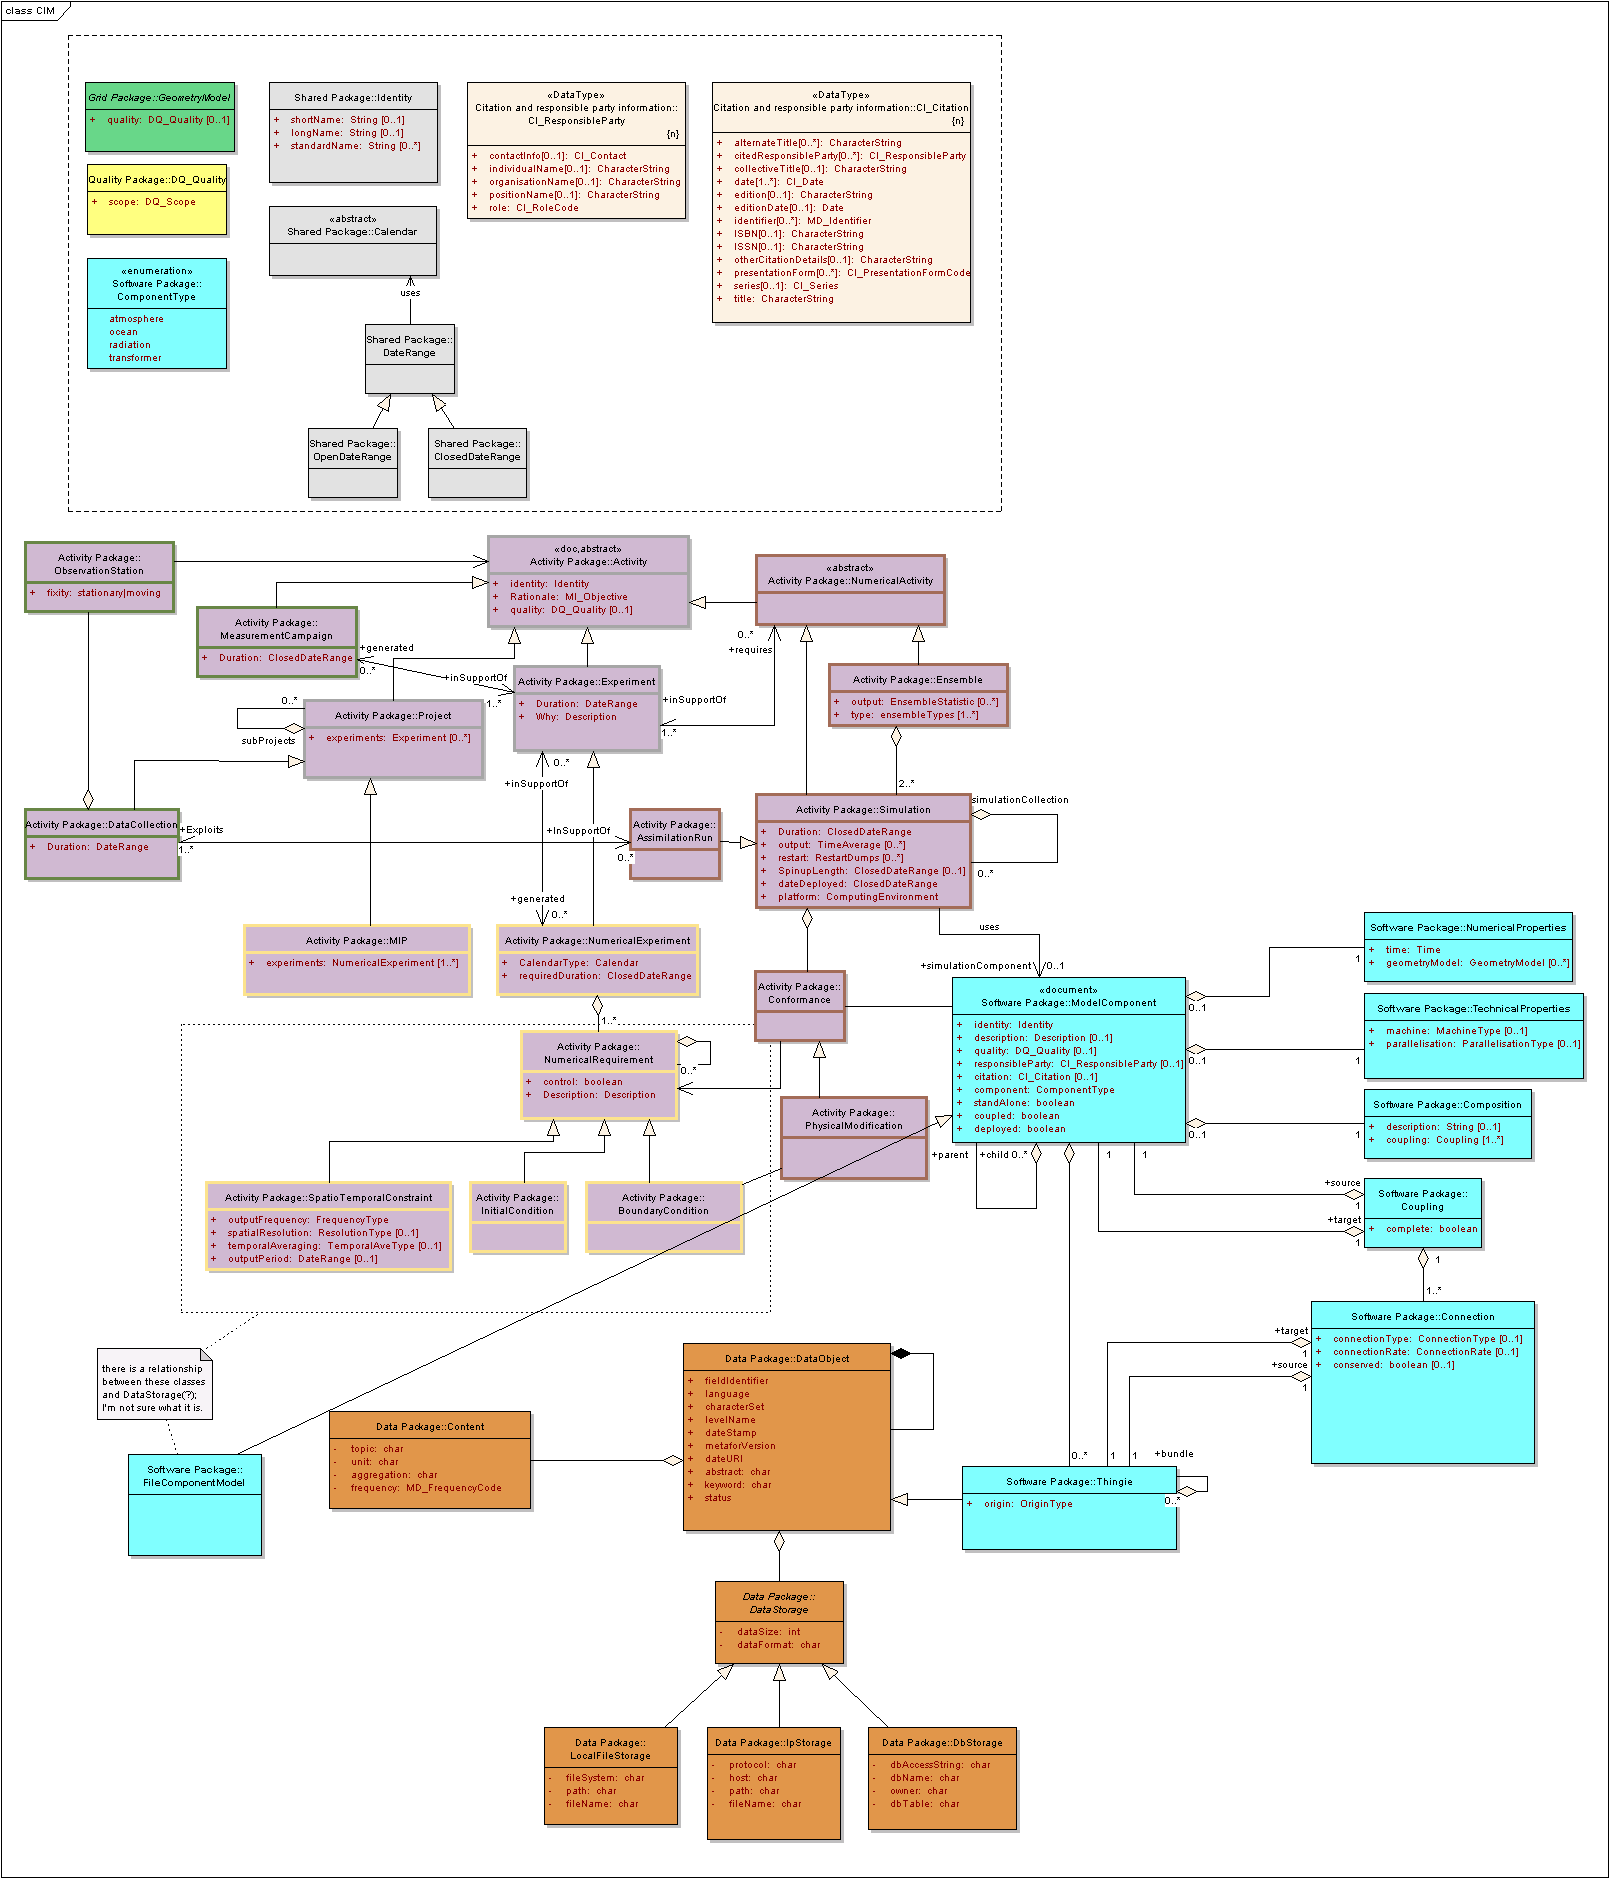 class CIM
Grid Package::GeometryModel
+ quality: DQ_Quality [0..1]
Quality Package::DQ_Quality
+ scope: DQ_Scope
«enumeration»
Software Package::
ComponentType
atmosphere
ocean
radiation
transformer
Shared Package::Identity
+ shortName: String [0..1]
+ longName: String [0..1]
+ standardName: String [0..*]
«abstract»
Shared Package::Calendar
uses
Shared Package::
DateRange
Shared Package::
OpenDateRange
Shared Package::
ClosedDateRange
«DataType»
Citation and responsible party information::
CI_ResponsibleParty
{n}
+ contactInfo[0..1]: CI_Contact
+ individualName[0..1]: CharacterString
+ organisationName[0..1]: CharacterString
+ positionName[0..1]: CharacterString
+ role: CI_RoleCode
«DataType»
Citation and responsible party information::CI_Citation
{n}
+ alternateTitle[0..*]: CharacterString
+ citedResponsibleParty[0..*]: CI_ResponsibleParty
+ collectiveTitle[0..1]: CharacterString
+ date[1..*]: CI_Date
+ edition[0..1]: CharacterString
+ editionDate[0..1]: Date
+ identifier[0..*]: MD_Identifier
+ ISBN[0..1]: CharacterString
+ ISSN[0..1]: CharacterString
+ otherCitationDetails[0..1]: CharacterString
+ presentationForm[0..*]: CI_PresentationFormCode
+ series[0..1]: CI_Series
+ title: CharacterString
Activity Package::
ObservationStation
+ fixity: stationary|moving
«doc,abstract»
Activity Package::Activity
+ identity: Identity
+ Rationale: MI_Objective
+ quality: DQ_Quality [0..1]
«abstract»
Activity Package::NumericalActivity
Activity Package::
MeasurementCampaign
+ Duration: ClosedDateRange
+generated
0..*
+inSupportOf
1..*
0..*
+requires
+inSupportOf
1..*
Activity Package::Experiment
+ Duration: DateRange
+ Why: Description
Activity Package::Ensemble
+ output: EnsembleStatistic [0..*]
+ type: ensembleTypes [1..*]
2..*
0..*
subProjects
Activity Package::Project
+ experiments: Experiment [0..*]
0..*
+inSupportOf
+generated
0..*
Activity Package::DataCollection
+ Duration: DateRange
+Exploits
1..*
+InSupportOf
0..*
Activity Package::
AssimilationRun
Activity Package::Simulation
+ Duration: ClosedDateRange
+ output: TimeAverage [0..*]
+ restart: RestartDumps [0..*]
+ SpinupLength: ClosedDateRange [0..1]
+ dateDeployed: ClosedDateRange
+ platform: ComputingEnvironment
simulationCollection
0..*
uses
+simulationComponent
0..1
Activity Package::MIP
+ experiments: NumericalExperiment [1..*]
Activity Package::NumericalExperiment
+ CalendarType: Calendar
+ requiredDuration: ClosedDateRange
1..*
Activity Package::
Conformance
Activity Package::
NumericalRequirement
+ control: boolean
+ Description: Description
0..*
Activity Package::
PhysicalModification
Activity Package::SpatioTemporalConstraint
+ outputFrequency: FrequencyType
+ spatialResolution: ResolutionType [0..1]
+ temporalAveraging: TemporalAveType [0..1]
+ outputPeriod: DateRange [0..1]
Activity Package::
InitialCondition
Activity Package::
BoundaryCondition
«document»
Software Package::ModelComponent
+ identity: Identity
+ description: Description [0..1]
+ quality: DQ_Quality [0..1]
+ responsibleParty: CI_ResponsibleParty [0..1]
+ citation: CI_Citation [0..1]
+ component: ComponentType
+ standAlone: boolean
+ coupled: boolean
+ deployed: boolean
+parent
+child 0..*
1
1
0..1
1
0..1
1
0..1
1
Software Package::NumericalProperties
+ time: Time
+ geometryModel: GeometryModel [0..*]
Software Package::TechnicalProperties
+ machine: MachineType [0..1]
+ parallelisation: ParallelisationType [0..1]
Software Package::Composition
+ description: String [0..1]
+ coupling: Coupling [1..*]
+source
1
+target
1
Software Package::
Coupling
+ complete: boolean
1
1..*
Software Package::Connection
+ connectionType: ConnectionType [0..1]
+ connectionRate: ConnectionRate [0..1]
+ conserved: boolean [0..1]
+target
1
+source
1
there is a relationship
between these classes
and DataStorage(?);
I'm not sure what it is.
Software Package::
FileComponentModel
Data Package::Content
- topic: char
- unit: char
- aggregation: char
- frequency: MD_FrequencyCode
Data Package::DataObject
+ fieldIdentifier
+ language
+ characterSet
+ levelName
+ dateStamp
+ metaforVersion
+ dateURI
+ abstract: char
+ keyword: char
+ status
0..*
1
1
+bundle
0..*
Software Package::Thingie
+ origin: OriginType
Data Package::
DataStorage
- dataSize: int
- dataFormat: char
Data Package::
LocalFileStorage
- fileSystem: char
- path: char
- fileName: char
Data Package::IpStorage
- protocol: char
- host: char
- path: char
- fileName: char
Data Package::DbStorage
- dbAccessString: char
- dbName: char
- owner: char
- dbTable: char